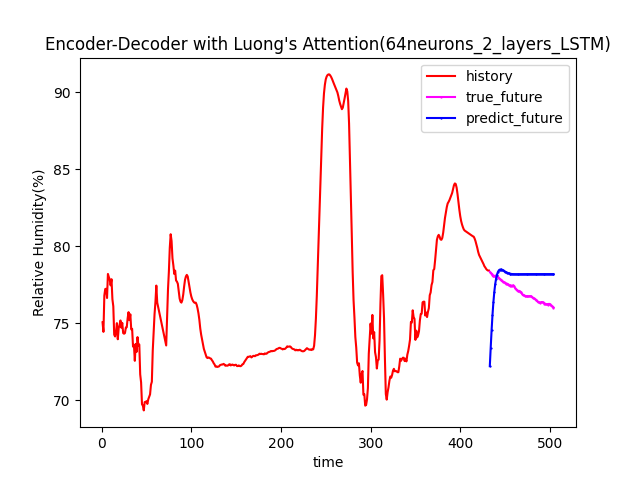 Encoder-Decoder with Luong's Attention(64neurons_2_layers_LSTM)
history
true_future
predict_future
Relative Humidity(%)
90
85
80
75
70
0 100 200 300 400 500
time